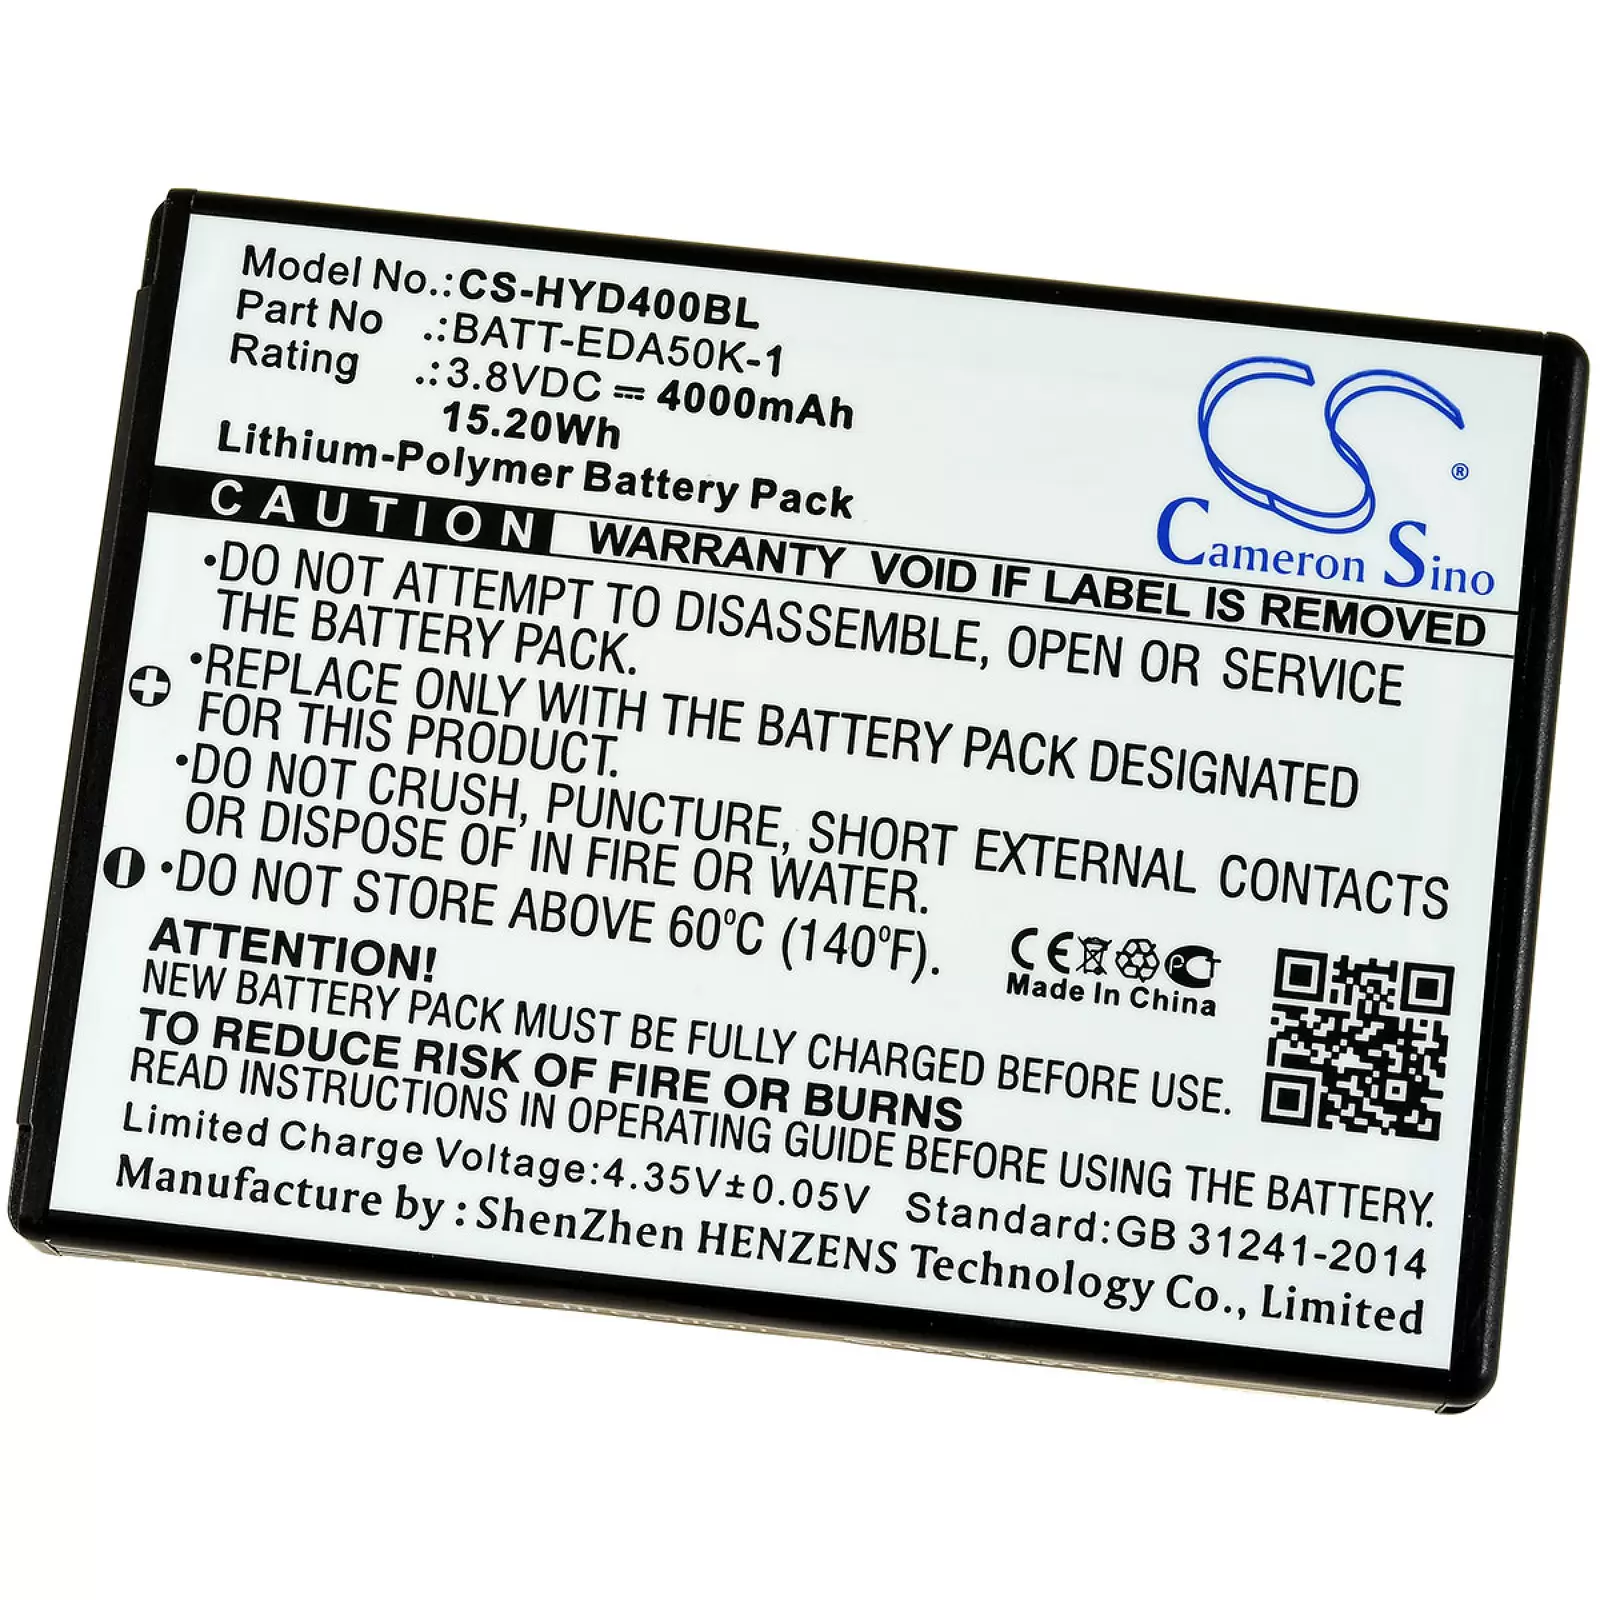 Model No.:CS-HYD400BL
Part No .:BATT-EDA50K-1
Rating .:3.8VDC ⎓ 4000mAh
15.20Wh
Lithium-Polymer Battery Pack
CS ®
Cameron Sino
CAUTION WARRANTY VOID IF LABEL IS REMOVED
•DO NOT ATTEMPT TO DISASSEMBLE, OPEN OR SERVICE
THE BATTERY PACK.
•REPLACE ONLY WITH THE BATTERY PACK DESIGNATED
FOR THIS PRODUCT.
•DO NOT CRUSH, PUNCTURE, SHORT EXTERNAL CONTACTS
OR DISPOSE OF IN FIRE OR WATER.
•DO NOT STORE ABOVE 60°C (140°F).
CE PCT
Made In China
ATTENTION!
NEW BATTERY PACK MUST BE FULLY CHARGED BEFORE USE.
TO REDUCE RISK OF FIRE OR BURNS
READ INSTRUCTIONS IN OPERATING GUIDE BEFORE USING THE BATTERY.
Limited Charge Voltage:4.35V±0.05V Standard:GB 31241-2014
Manufacture by : ShenZhen HENZENS Technology Co., Limited